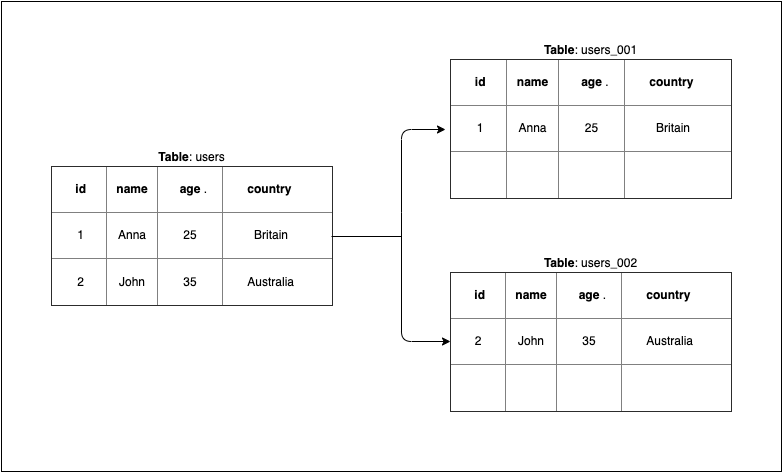 Table: users
id name age . country
1 Anna 25 Britain
2 John 35 Australia
Table: users_001
id name age . country
1 Anna 25 Britain
Table: users_002
id name age . country
2 John 35 Australia